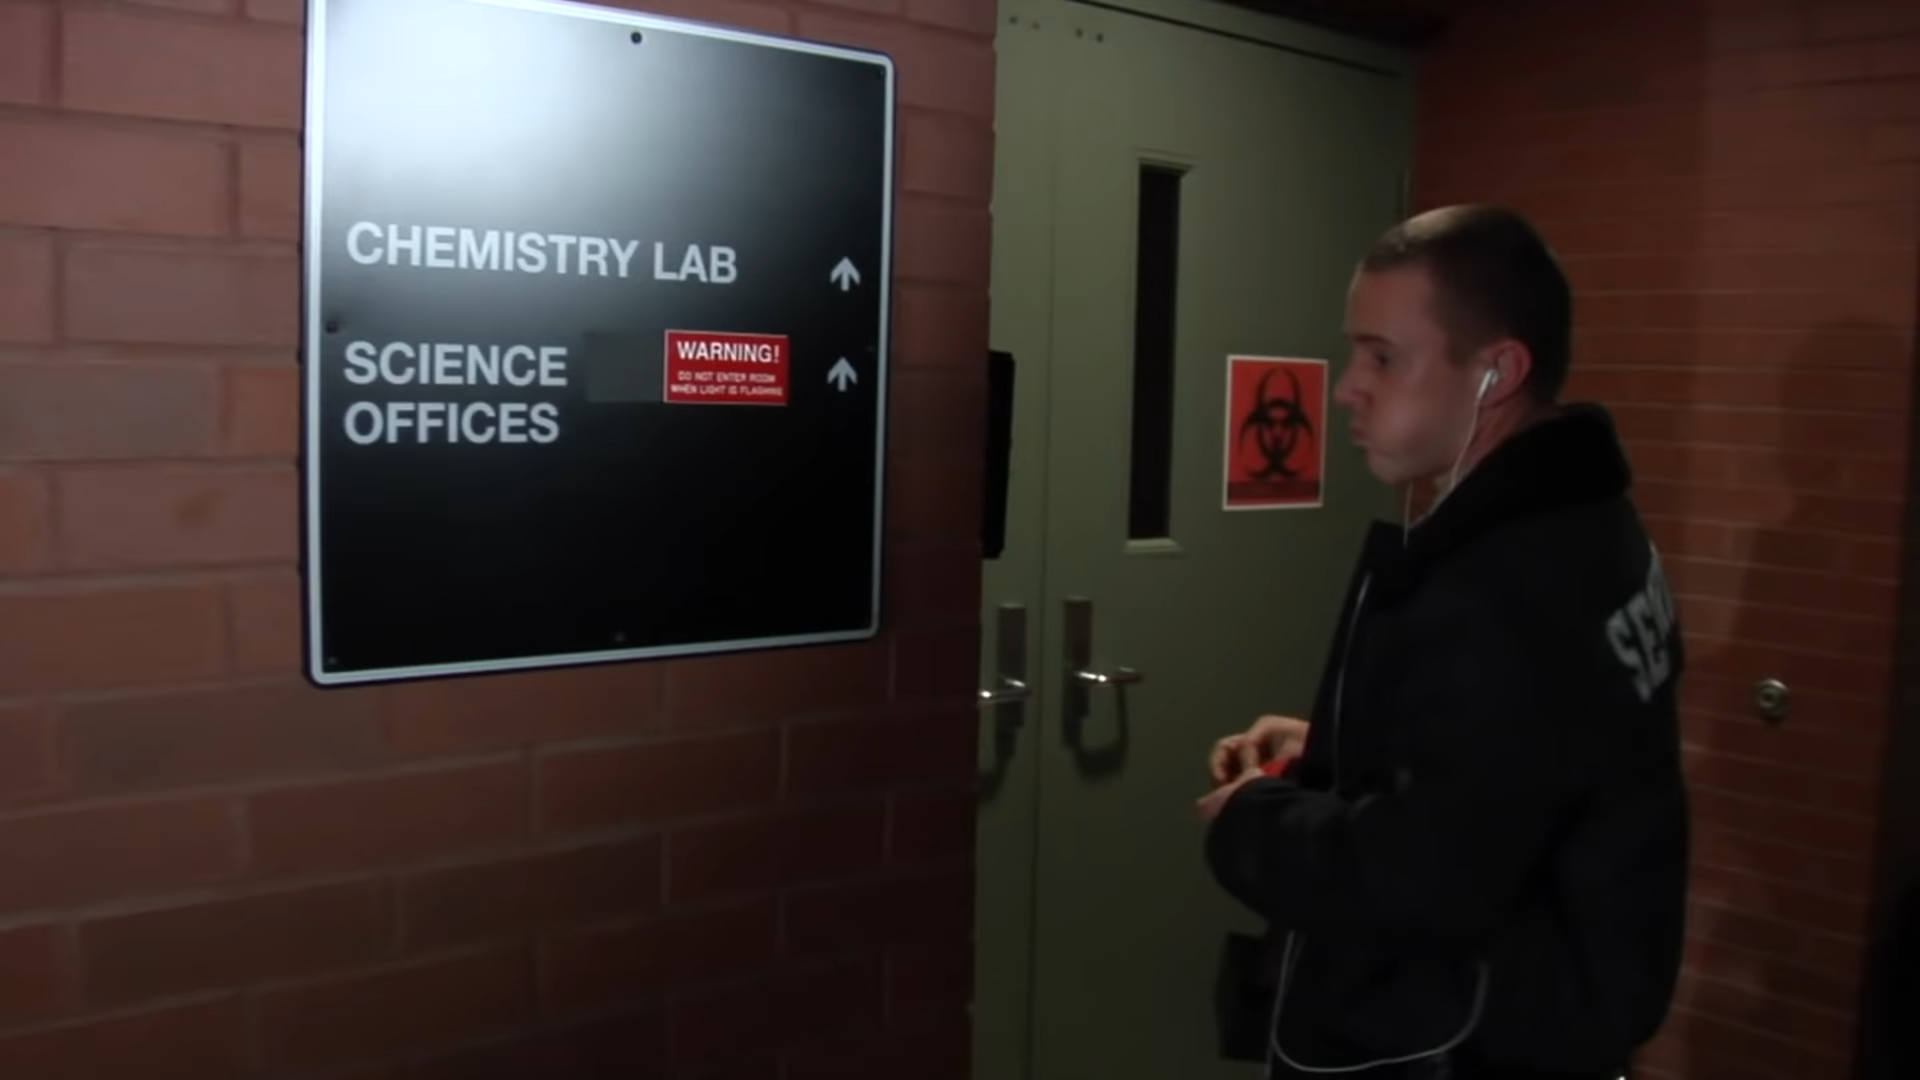 CHEMISTRY LAB
SCIENCE
OFFICES
WARNING!
DO NOT ENTER ROOM
WHEN LIGHT IS FLASHING